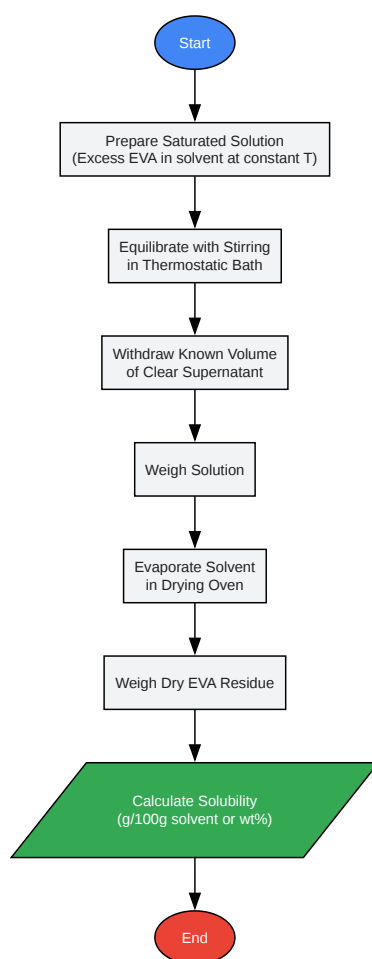 Start
Prepare Saturated Solution
(Excess EVA in solvent at constant T)
Equilibrate with Stirring
in Thermostatic Bath
Withdraw Known Volume
of Clear Supernatant
Weigh Solution
Evaporate Solvent
in Drying Oven
Weigh Dry EVA Residue
Calculate Solubility
(g/100g solvent or wt%)
End